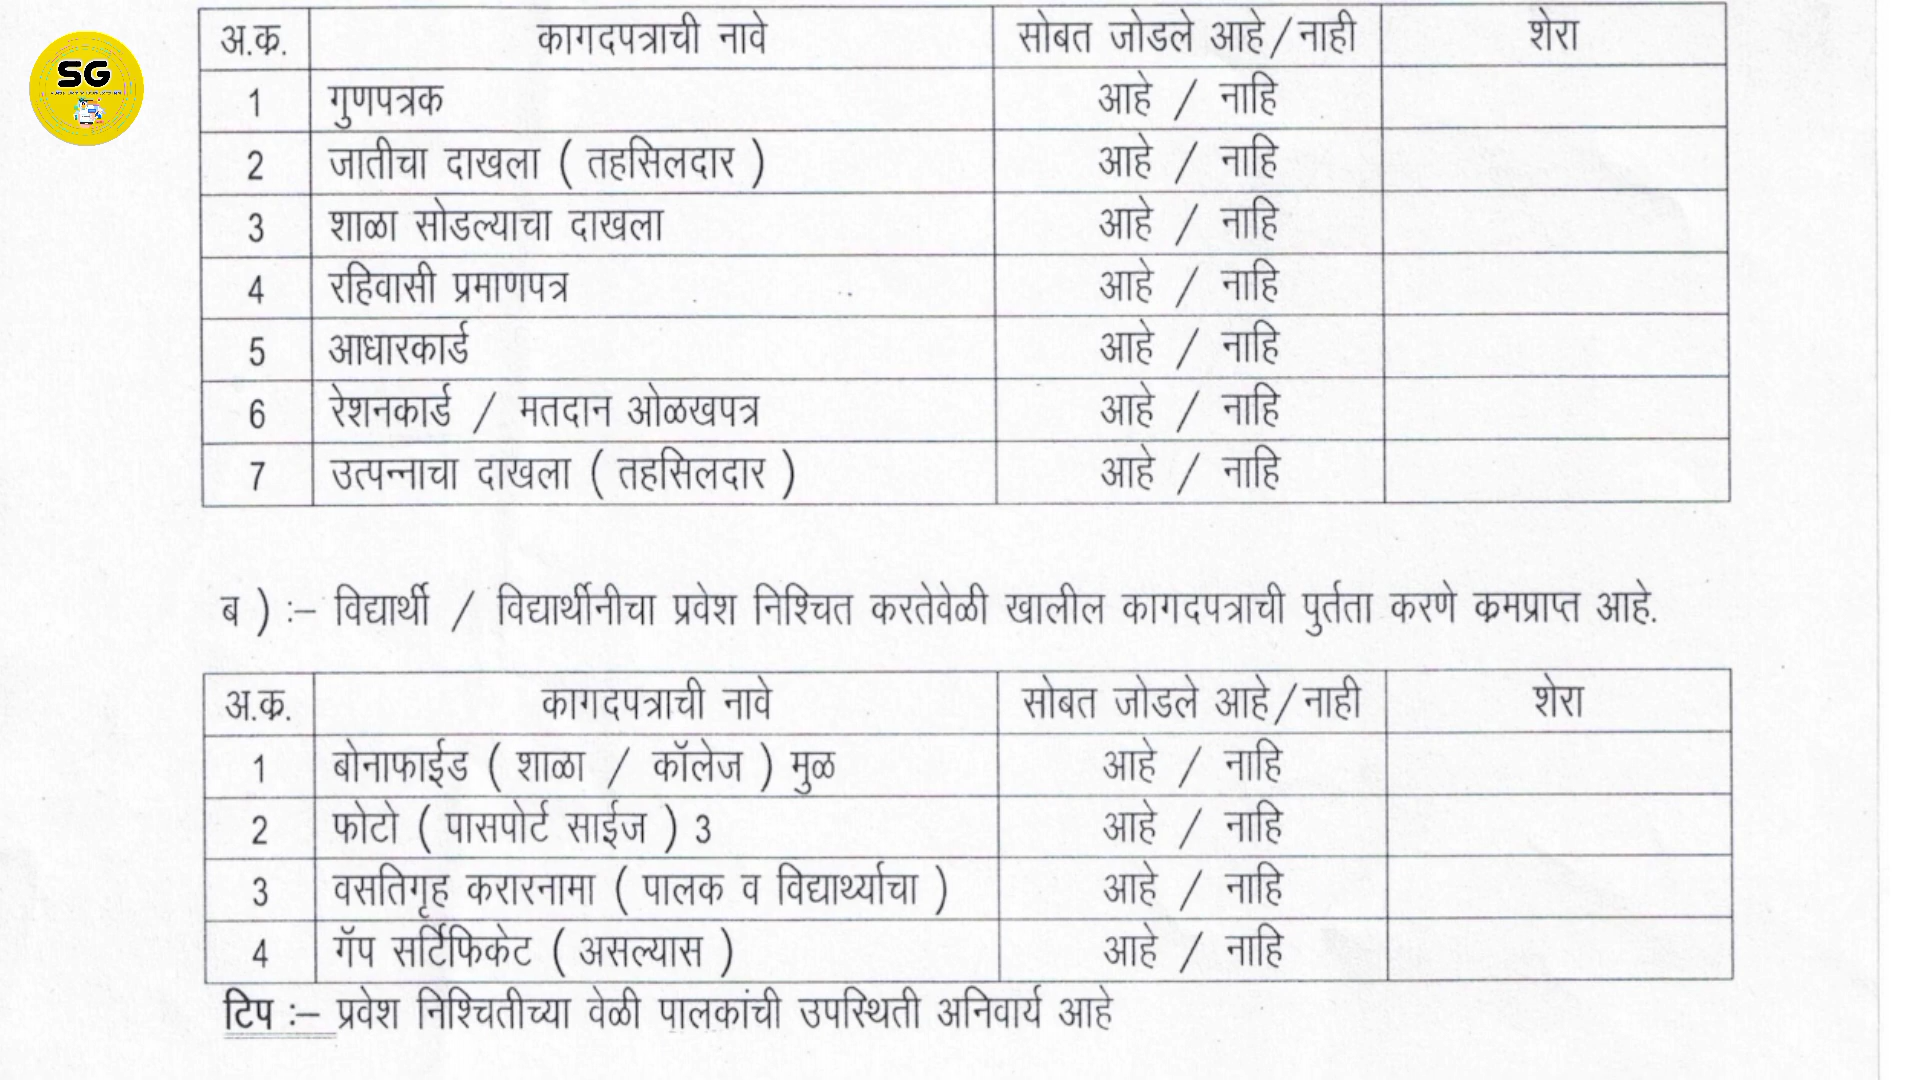 SG
अ.क्र. कागदपत्राची नावे सोबत जोडले आहे/नाही शेरा
1 गुणपत्रक आहे / नाहि
2 जातीचा दाखला ( तहसिलदार ) आहे / नाहि
3 शाळा सोडल्याचा दाखला आहे / नाहि
4 रहिवासी प्रमाणपत्र आहे / नाहि
5 आधारकार्ड आहे / नाहि
6 रेशनकार्ड / मतदान ओळखपत्र आहे / नाहि
7 उत्पन्नाचा दाखला ( तहसिलदार ) आहे / नाहि
ब ) :– विद्यार्थी / विद्यार्थीनीचा प्रवेश निश्चित करतेवेळी खालील कागदपत्राची पुर्तता करणे क्रमप्राप्त आहे.
अ.क्र. कागदपत्राची नावे सोबत जोडले आहे/नाही शेरा
1 बोनाफाईड ( शाळा / कॉलेज ) मुळ आहे / नाहि
2 फोटो ( पासपोर्ट साईज ) 3 आहे / नाहि
3 वसतिगृह करारनामा ( पालक व विद्यार्थ्याचा ) आहे / नाहि
4 गॅप सर्टिफिकेट ( असल्यास ) आहे / नाहि
टिप :– प्रवेश निश्चितीच्या वेळी पालकांची उपस्थिती अनिवार्य आहे